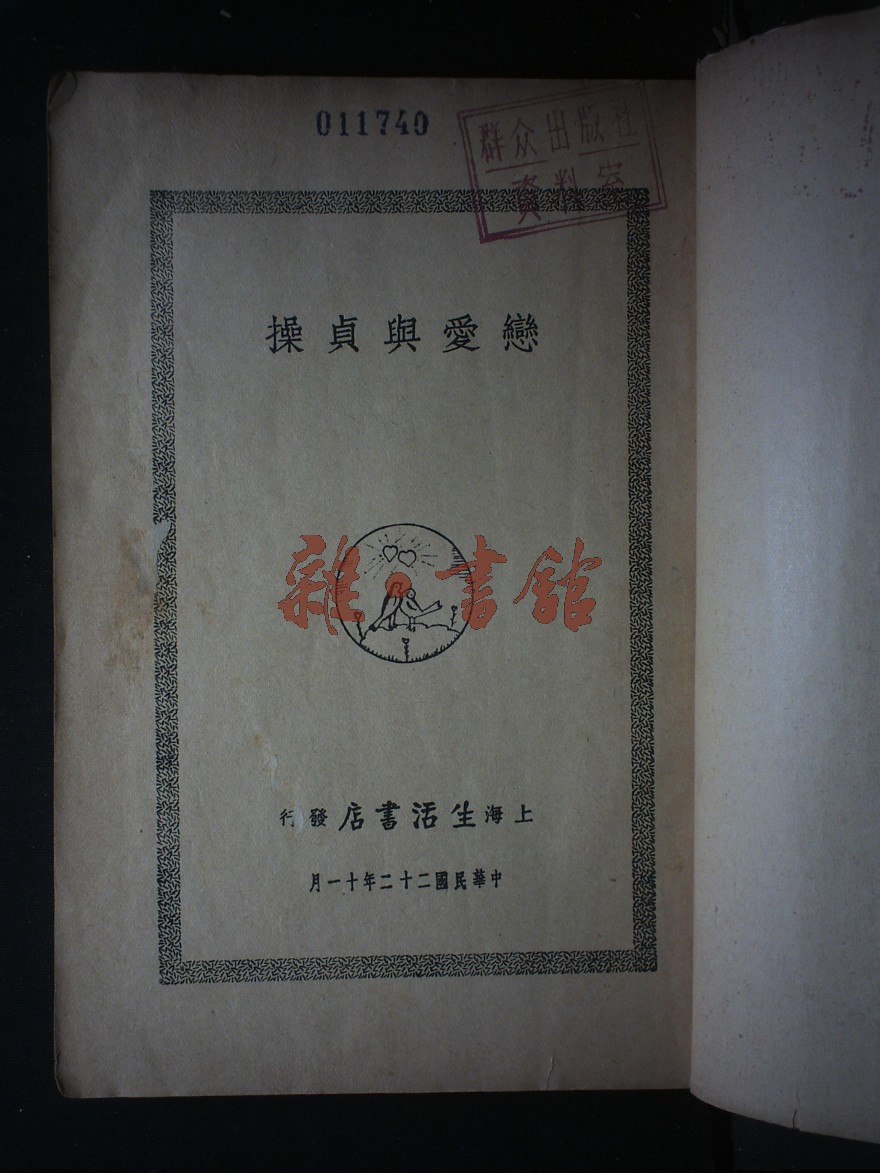 011740
群众出版社
資料室
戀愛與貞操
雜·書館
上海生活書店發行
中華民國二十二年十一月